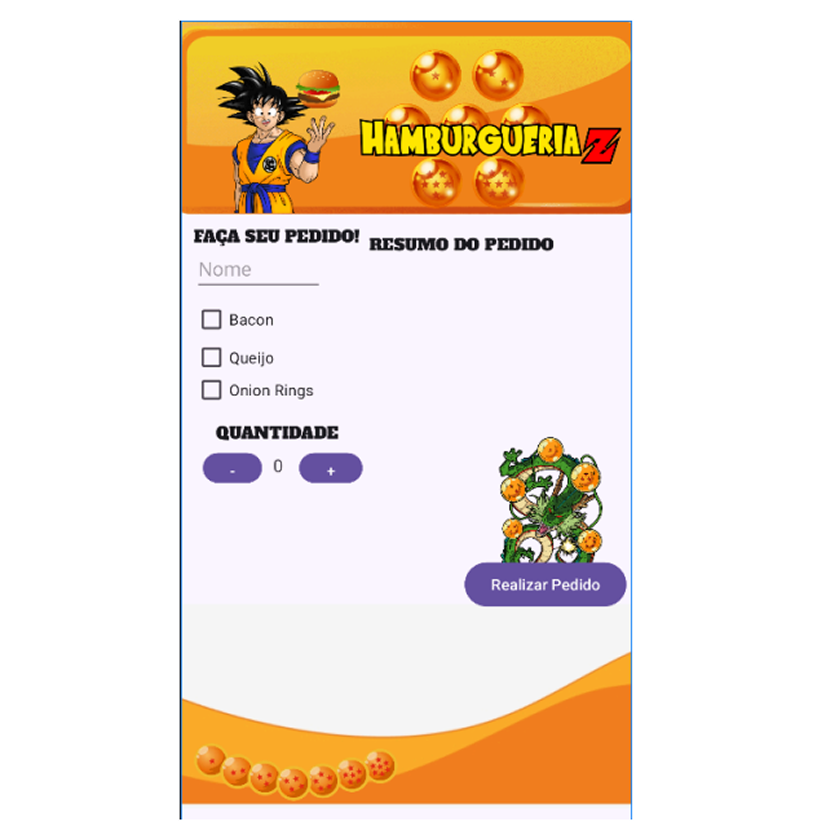 HAMBURGUERIA Z
FAÇA SEU PEDIDO!
RESUMO DO PEDIDO
Nome
Bacon
Queijo
Onion Rings
QUANTIDADE
- 0 +
Realizar Pedido